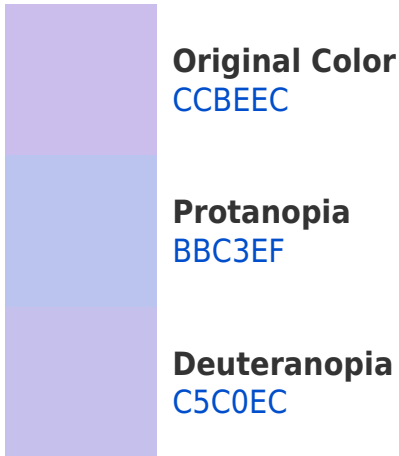 Original Color
CCBEEC
Protanopia
BBC3EF
Deuteranopia
C5C0EC